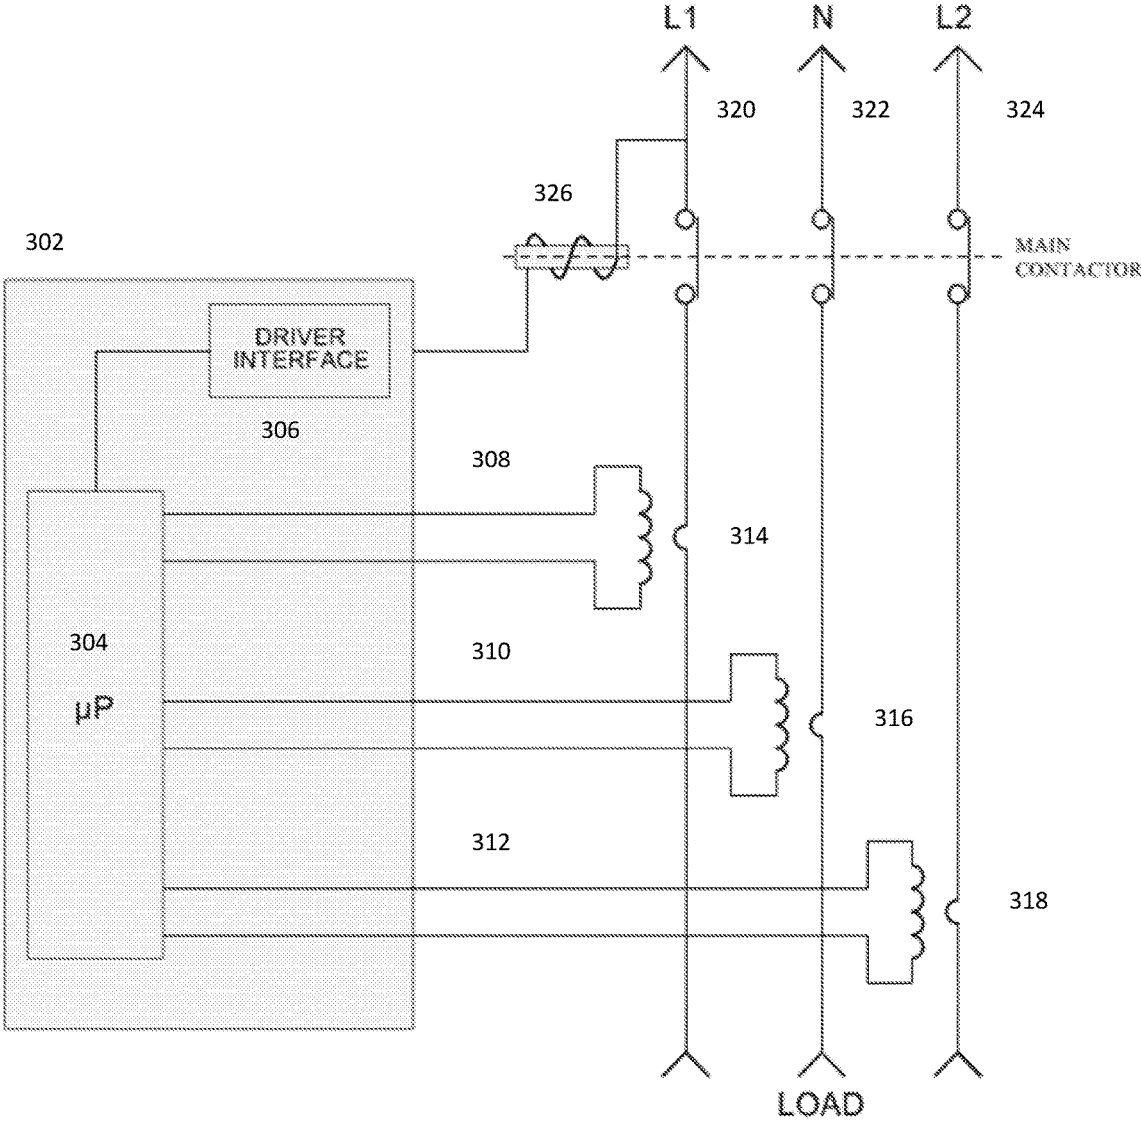 L1 N L2
320 322 324
326
302
MAIN
CONTACTOR
DRIVER
INTERFACE
306
308
314
304
310
µP
316
312
318
LOAD